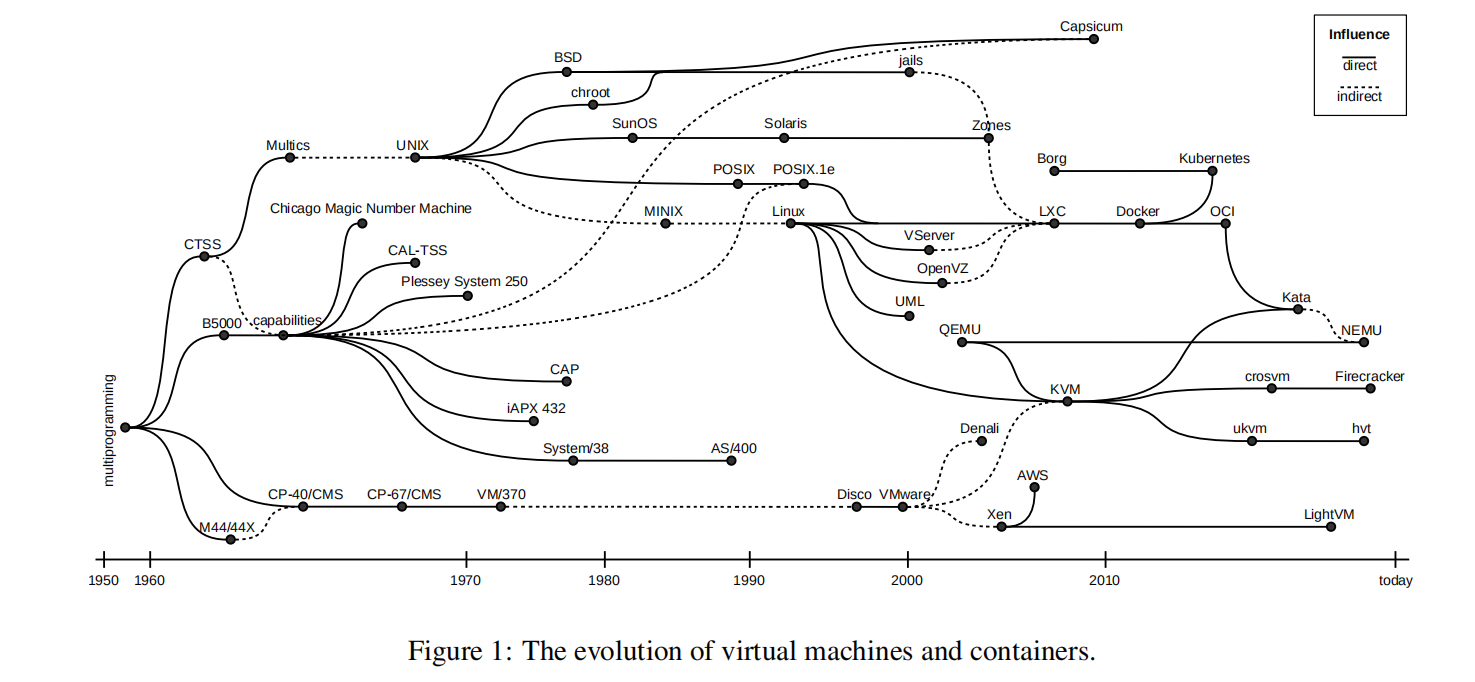 Capsicum
Influence
direct
indirect
BSD
jails
chroot
SunOS
Solaris
Zones
Multics
UNIX
Borg
Kubernetes
POSIX
POSIX.1e
Chicago Magic Number Machine
MINIX
Linux
LXC
Docker
OCI
CTSS
CAL-TSS
VServer
Plessey System 250
OpenVZ
UML
Kata
B5000
capabilities
QEMU
NEMU
CAP
crosvm
Firecracker
KVM
multiprogramming
iAPX 432
Denali
ukvm
hvt
System/38
AS/400
AWS
CP-40/CMS
CP-67/CMS
VM/370
Disco
VMware
M44/44X
Xen
LightVM
1950
1960
1970
1980
1990
2000
2010
today
Figure 1: The evolution of virtual machines and containers.